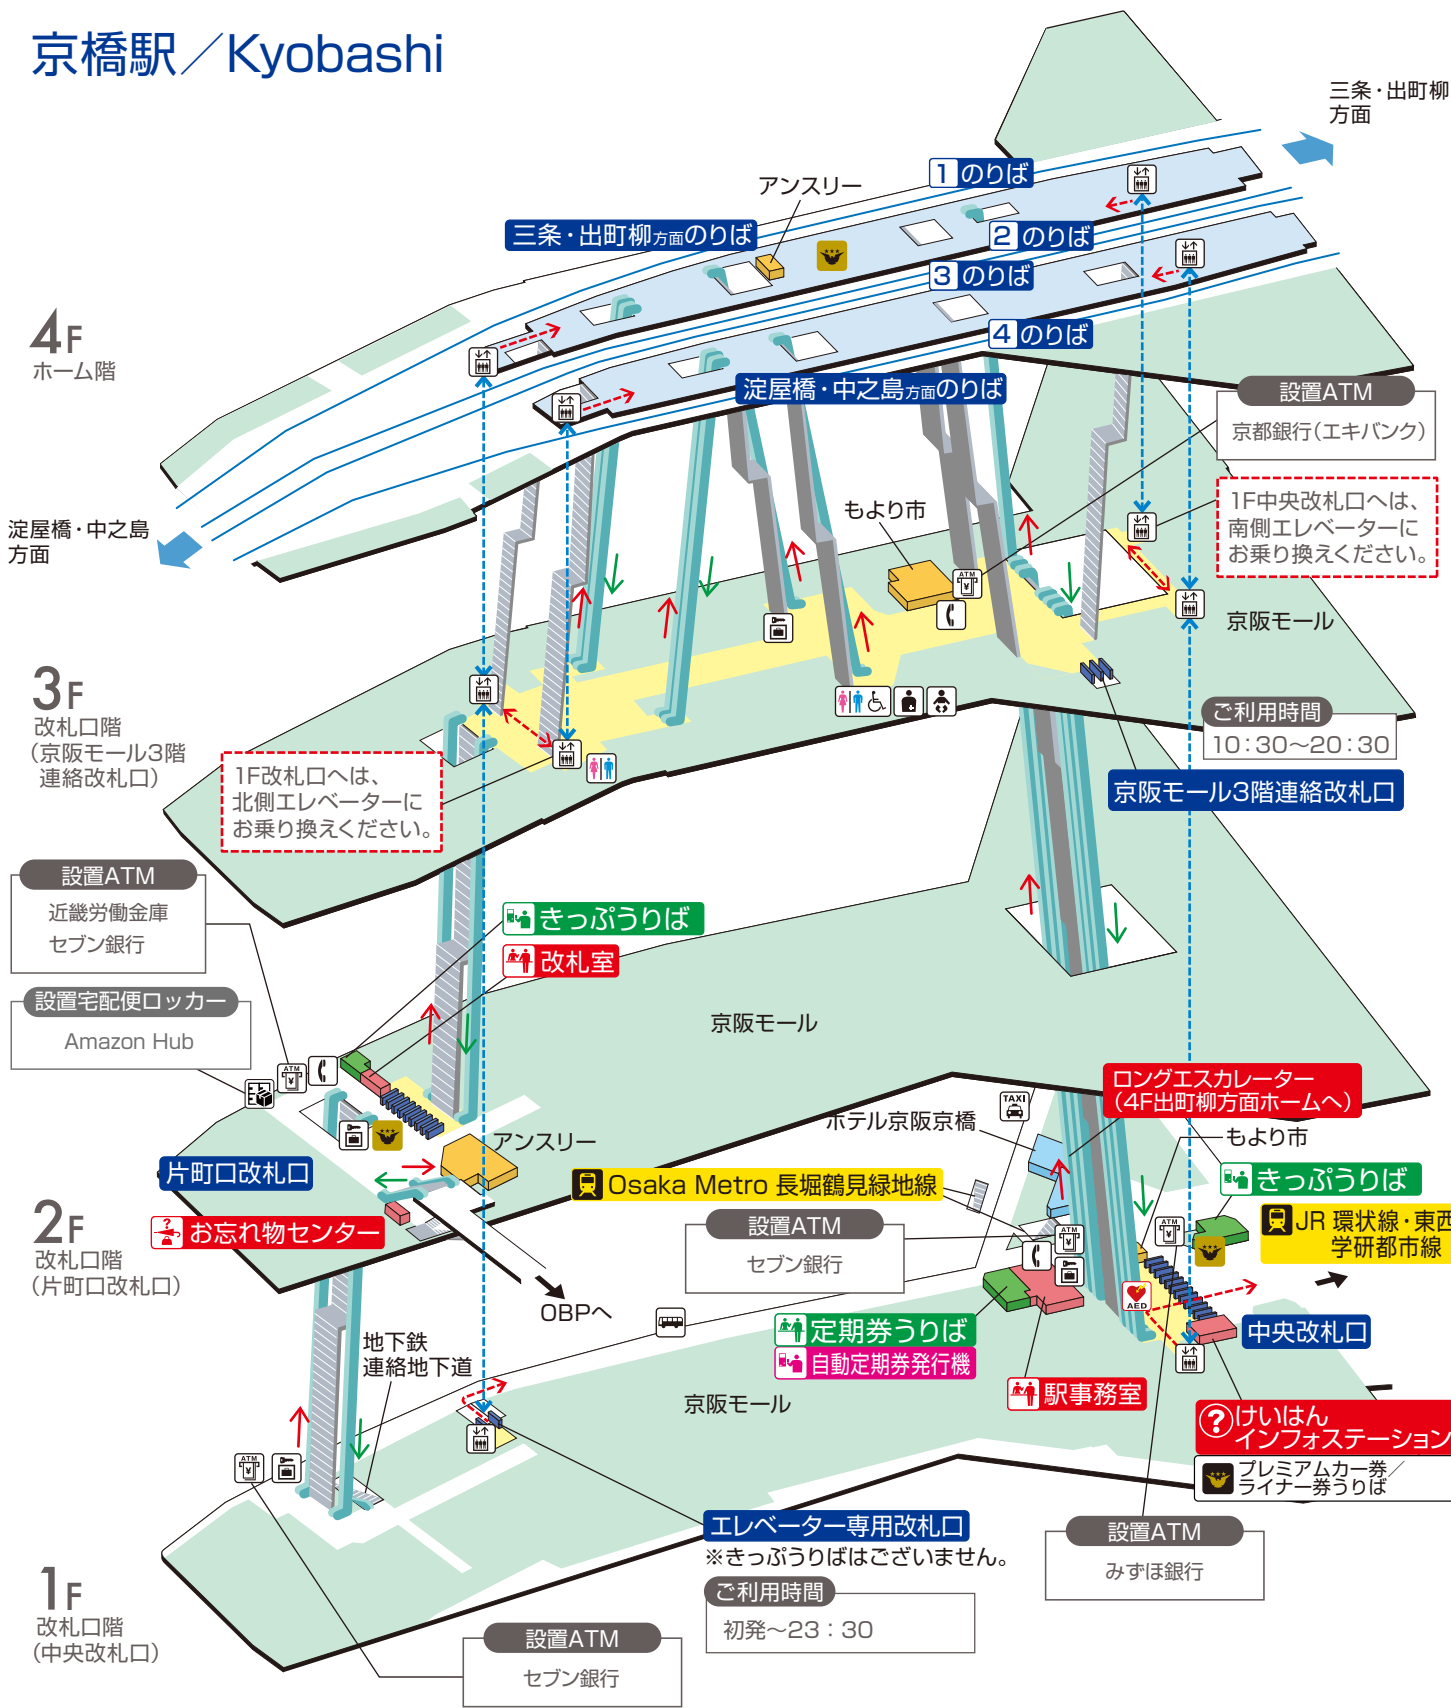 京橋駅／Kyobashi
三条・出町柳
方面
1 のりば
アンスリー
三条・出町柳方面のりば
2 のりば
3 のりば
4 のりば
4F
ホーム階
淀屋橋・中之島方面のりば
設置ATM
京都銀行(エキバンク)
淀屋橋・中之島
方面
もより市
1F中央改札口へは、
南側エレベーターに
お乗り換えください。
ATM
¥
京阪モール
3F
改札口階
(京阪モール3階
連絡改札口)
ご利用時間
10:30〜20:30
1F改札口へは、
北側エレベーターに
お乗り換えください。
京阪モール3階連絡改札口
設置ATM
近畿労働金庫
セブン銀行
きっぷうりば
改札室
設置宅配便ロッカー
Amazon Hub
京阪モール
ATM
¥
ロングエスカレーター
(4F出町柳方面ホームへ)
TAXI
ホテル京阪京橋
もより市
アンスリー
片町口改札口
Osaka Metro 長堀鶴見緑地線
きっぷうりば
2F
改札口階
(片町口改札口)
お忘れ物センター
設置ATM
セブン銀行
ATM
¥
ATM
¥
JR 環状線・東西
学研都市線
OBPへ
AED
定期券うりば
自動定期券発行機
中央改札口
地下鉄
連絡地下道
駅事務室
京阪モール
?けいはん
インフォステーション
プレミアムカー券／
ライナー券うりば
ATM
¥
エレベーター専用改札口
※きっぷうりばはございません。
設置ATM
みずほ銀行
1F
改札口階
(中央改札口)
ご利用時間
初発〜23:30
設置ATM
セブン銀行